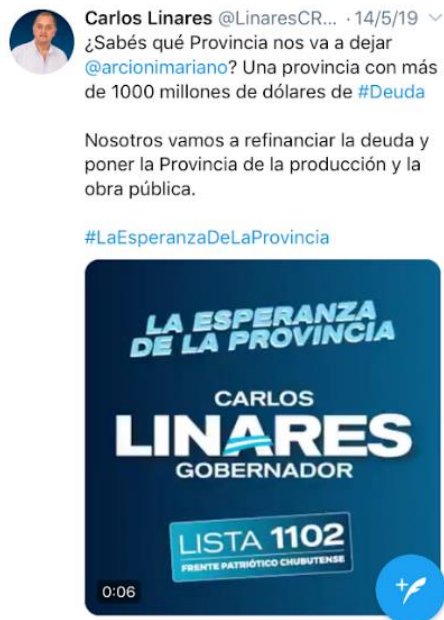 Carlos Linares @LinaresCR... · 14/5/19
¿Sabés qué Provincia nos va a dejar
@arcionimariano? Una provincia con más
de 1000 millones de dólares de #Deuda
Nosotros vamos a refinanciar la deuda y
poner la Provincia de la producción y la
obra pública.
#LaEsperanzaDeLaProvincia
LA ESPERANZA
DE LA PROVINCIA
CARLOS
LINARES
GOBERNADOR
LISTA 1102
FRENTE PATRIÓTICO CHUBUTENSE
0:06